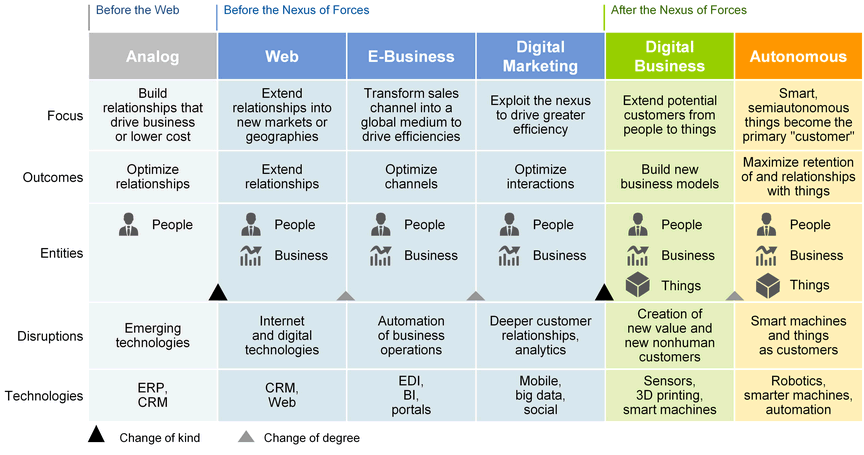 Before the Web
Before the Nexus of Forces
After the Nexus of Forces
Analog
Web
E-Business
Digital
Marketing
Digital
Business
Autonomous
Focus
Build
relationships that
drive business
or lower cost
Extend
relationships into
new markets or
geographies
Transform sales
channel into a
global medium to
drive efficiencies
Exploit the nexus
to drive greater
efficiency
Extend potential
customers from
people to things
Smart,
semiautonomous
things become the
primary "customer"
Outcomes
Optimize
relationships
Extend
relationships
Optimize
channels
Optimize
interactions
Build new
business models
Maximize retention
of and relationships
with things
Entities
People
People
Business
People
Business
People
Business
People
Business
Things
People
Business
Things
Disruptions
Emerging
technologies
Internet
and digital
technologies
Automation
of business
operations
Deeper customer
relationships,
analytics
Creation of
new value and
new nonhuman
customers
Smart machines
and things
as customers
Technologies
ERP,
CRM
CRM,
Web
EDI,
BI,
portals
Mobile,
big data,
social
Sensors,
3D printing,
smart machines
Robotics,
smarter machines,
automation
Change of kind
Change of degree